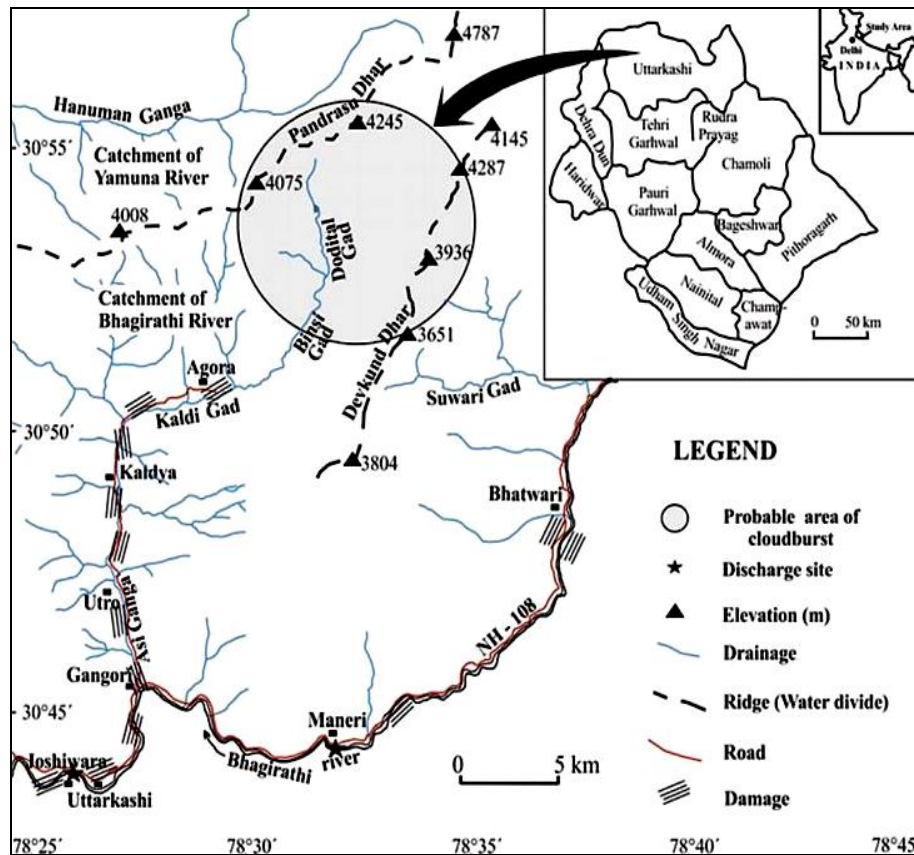 4787
Hanuman Ganga
Pandrasu Dhar
4245
4145
30°55´
Catchment of
Yamuna River
4075
4287
4008
Dodital
Gad
3936
Catchment of
Bhagirathi River
Binsi
Gad
3651
Devkund Dhar
Agora
Kaldi Gad
Suwari Gad
30°50´
3804
Kaldya
Bhatwari
Utro
Asi Ganga
NH - 108
Gangori
30°45´
Maneri
Bhagirathi
river
Joshiwara
Uttarkashi
0 5 km
78°25´
78°30´
78°35´
78°40´
78°45´
Uttarkashi
Dehra Dun
Tehri
Garhwal
Rudra
Prayag
Chamoli
Haridwar
Pauri
Garhwal
Bageshwar
Pithoragarh
Almora
Nainital
Champ-
awat
Udham Singh Nagar
0 50 km
Study Area
Delhi
INDIA
LEGEND
Probable area of
cloudburst
Discharge site
Elevation (m)
Drainage
Ridge (Water divide)
Road
Damage